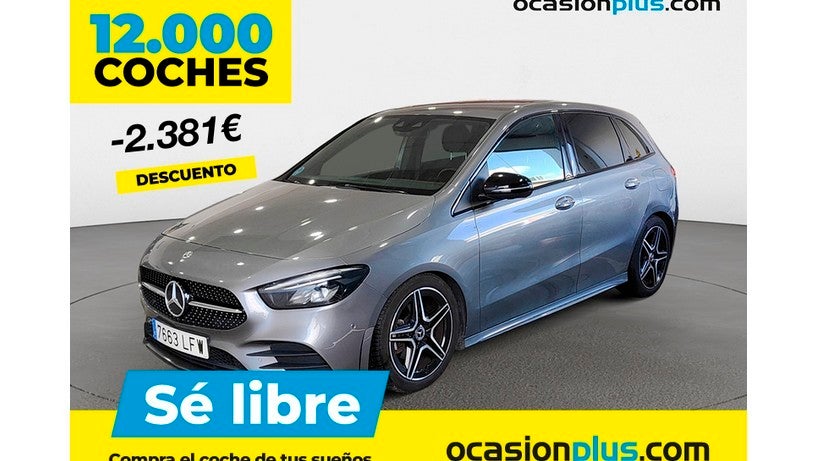 ocasionplus.com
12.000
COCHES
-2.381€
DESCUENTO
7663 LFW
Sé libre
Compra el coche de tus sueños
ocasionplus.com